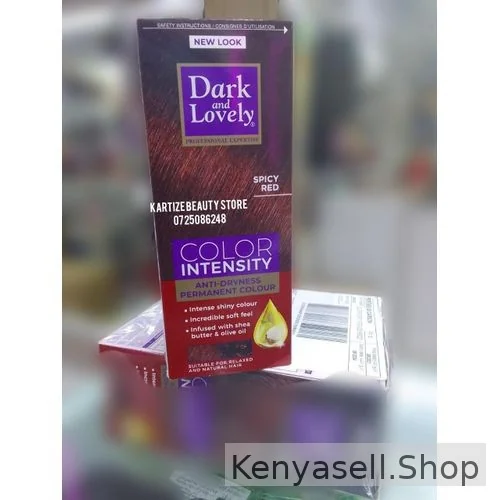 SAFETY INSTRUCTIONS / CONSIGNES D'UTILISATION
NEW LOOK
Dark
and
Lovely®
PROFESSIONAL EXPERTISE
SPICY
RED
KARTIZE BEAUTY STORE
0725086248
COLOR
INTENSITY
ANTI-DRYNESS
PERMANENT COLOUR
• Intense shiny colour
• Incredible soft feel
• Infused with shea
butter & olive oil
SUITABLE FOR RELAXED
AND NATURAL HAIR
Kenyasell.Shop